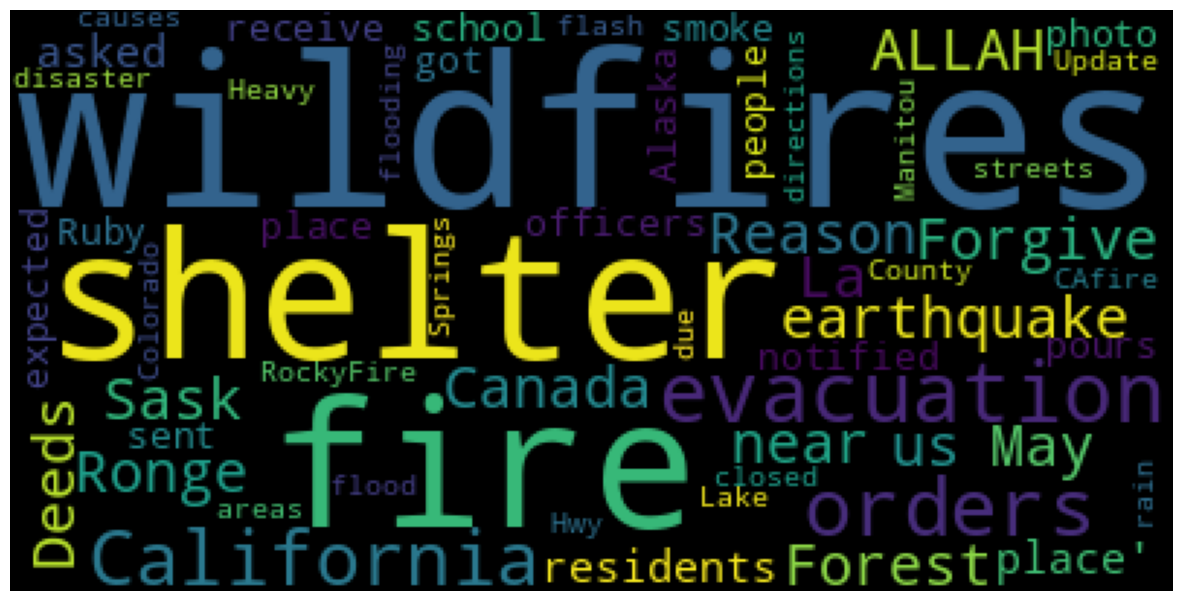 causes
receive
school
flash
smoke
ALLAH
photo
asked
got
Update
disaster
Heavy
wildfires
flooding
Alaska
people
directions
Manitou
streets
expected
Ruby
Colorado
place
Springs
officers
Reason
Forgive
shelter
La
County
CAfire
due
earthquake
notified
pours
RockyFire
Sask
Canada
evacuation
Deeds
sent
fire
near
us
May
Ronge
flood
closed
areas
Lake
orders
rain
Hwy
California
residents
Forest
place'